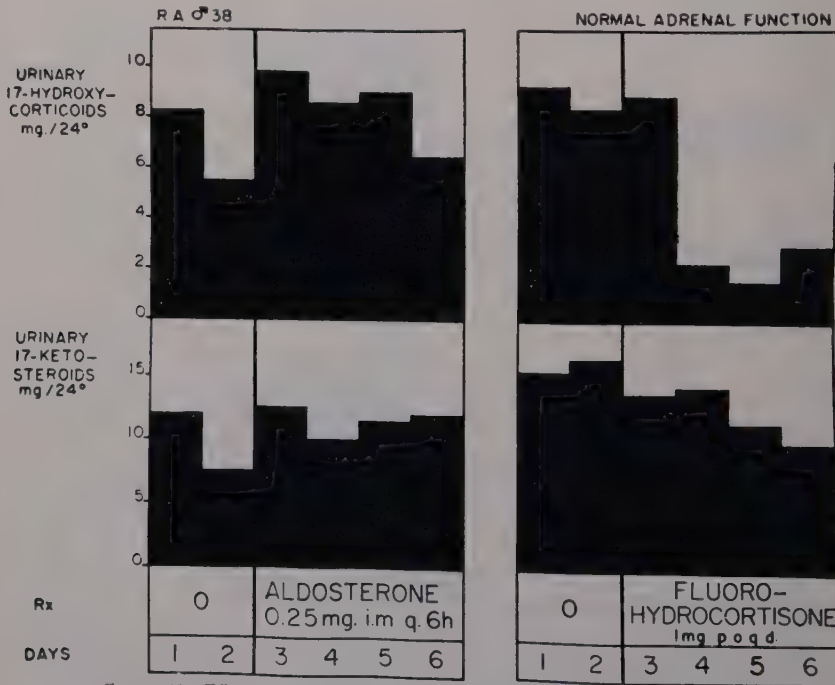 R A ♂ 38
NORMAL ADRENAL FUNCTION
URINARY
17-HYDROXY-
CORTICOIDS
mg./24°
10
8
6
4
2
0
URINARY
17-KETO-
STEROIDS
mg/24°
15
10
5
0
Rx
0
ALDOSTERONE
0.25 mg. i.m q. 6h
0
FLUORO-
HYDROCORTISONE
1mg p o q d.
DAYS
1 2 3 4 5 6
1 2 3 4 5 6